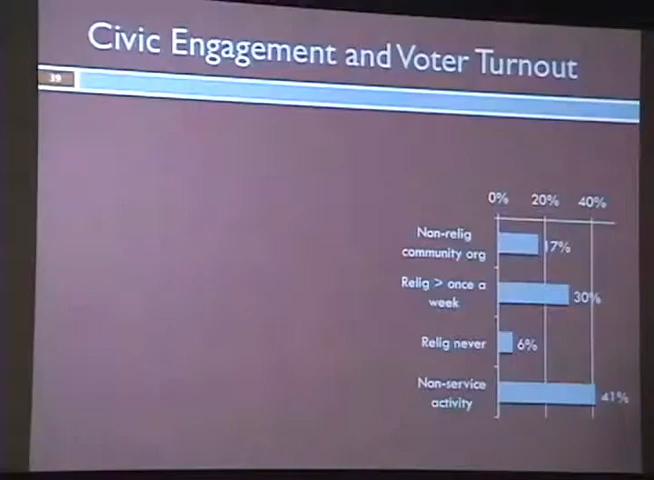 Civic Engagement and Voter Turnout
39
0% 20% 40%
Non-relig
community org
17%
Relig > once a
week
30%
Relig never
6%
Non-service
activity
41%